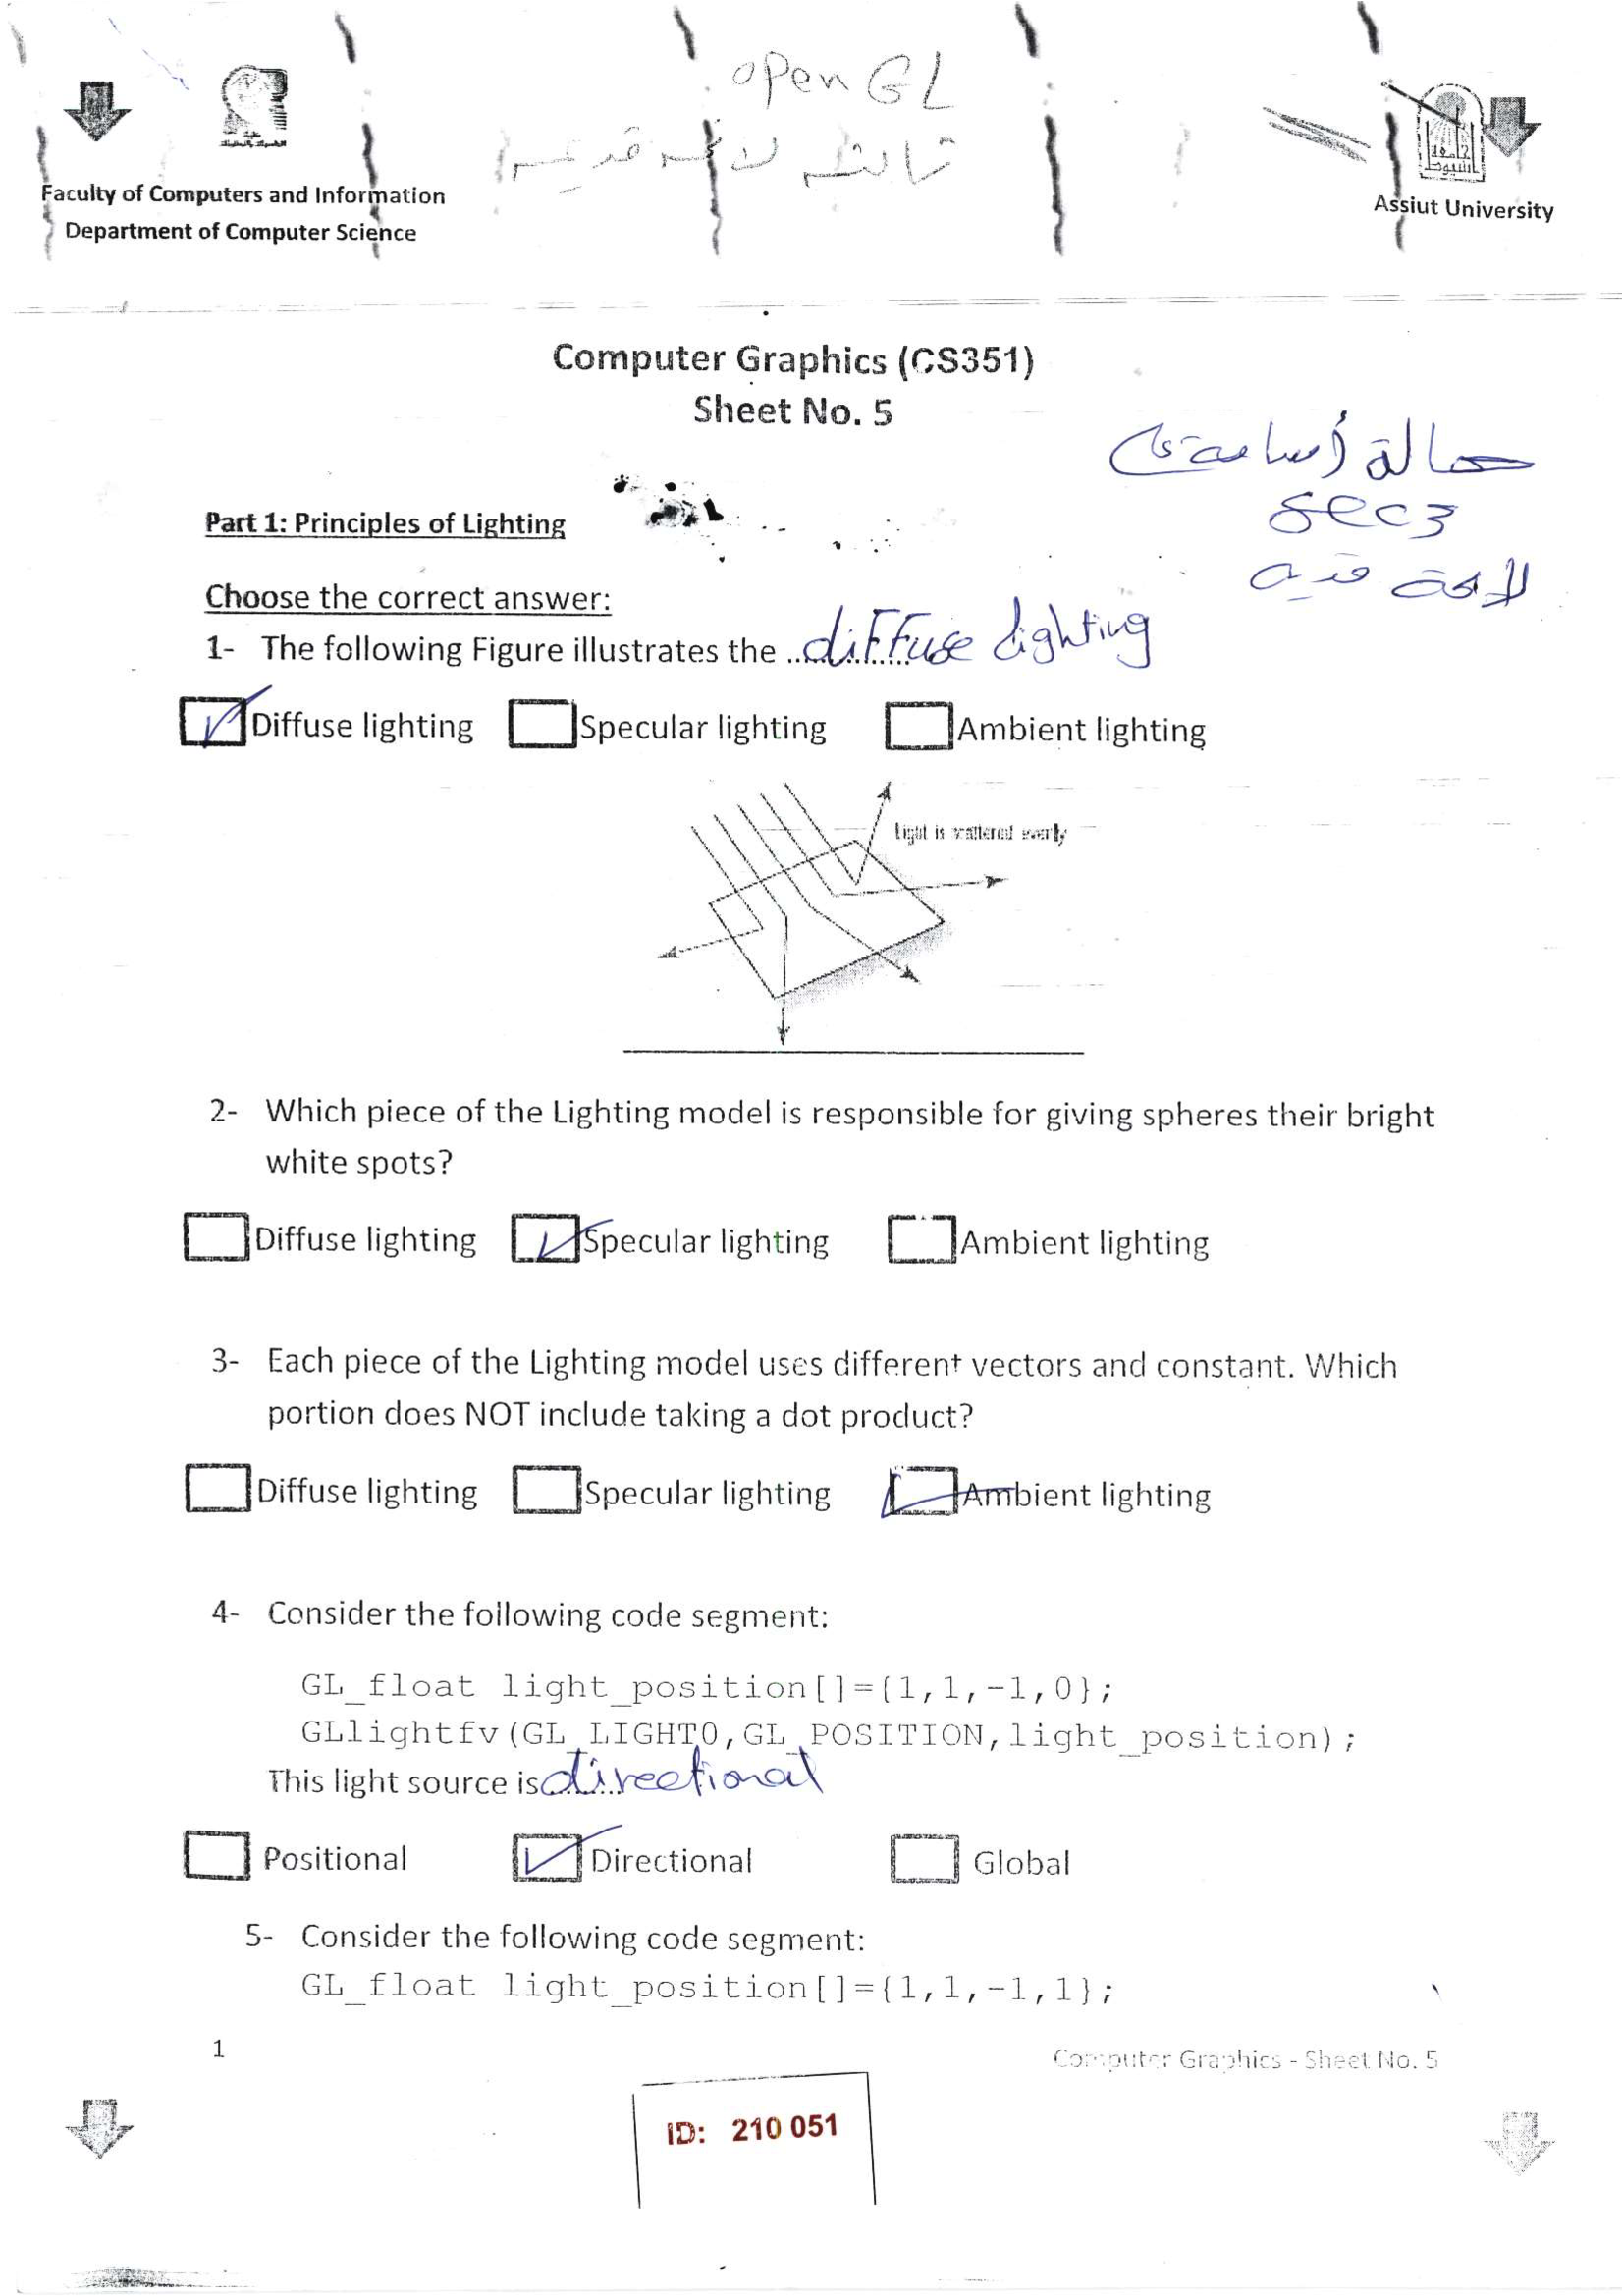 open GL
ثالثه لائحه قديمه
Faculty of Computers and Information
Department of Computer Science
Assiut University
Computer Graphics (CS351)
Sheet No. 5
sec3
Part 1: Principles of Lighting
Choose the correct answer:
1- The following Figure illustrates the ........... diffuse lighting
Diffuse lighting Specular lighting Ambient lighting
Light is scattered evenly
2- Which piece of the Lighting model is responsible for giving spheres their bright
white spots?
Diffuse lighting Specular lighting Ambient lighting
3- Each piece of the Lighting model uses different vectors and constant. Which
portion does NOT include taking a dot product?
Diffuse lighting Specular lighting Ambient lighting
4- Consider the following code segment:
GL_float light_position[]={1,1,-1,0};
GLlightfv(GL_LIGHT0,GL_POSITION,light_position);
This light source is........ directional
Positional Directional Global
5- Consider the following code segment:
GL_float light_position[]={1,1,-1,1};
1
Computer Graphics - Sheet No. 5
ID: 210 051